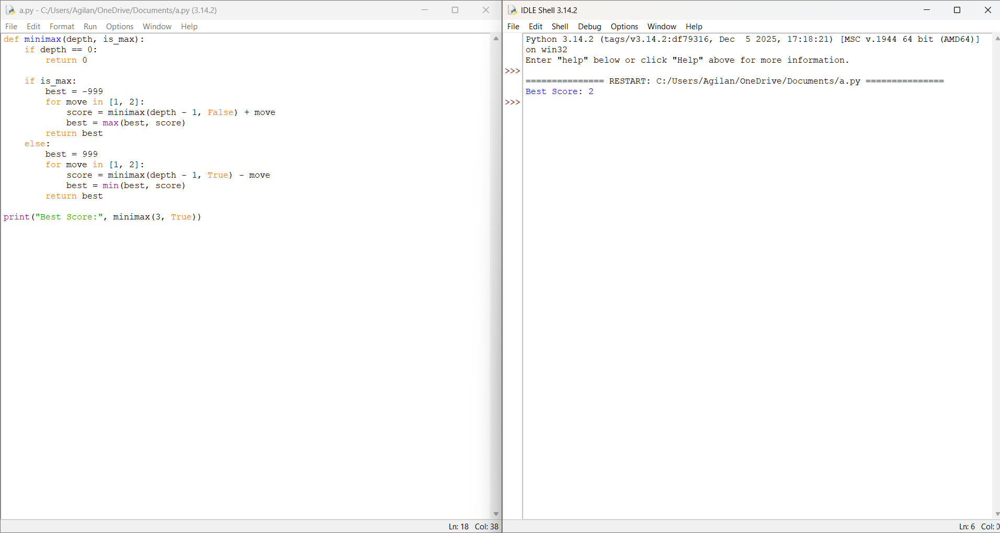 a.py - C:/Users/Agilan/OneDrive/Documents/a.py (3.14.2)
File Edit Format Run Options Window Help
def minimax(depth, is_max):
    if depth == 0:
        return 0

    if is_max:
        best = -999
        for move in [1, 2]:
            score = minimax(depth - 1, False) + move
            best = max(best, score)
        return best
    else:
        best = 999
        for move in [1, 2]:
            score = minimax(depth - 1, True) - move
            best = min(best, score)
        return best

print("Best Score:", minimax(3, True))
Ln: 18 Col: 38
IDLE Shell 3.14.2
File Edit Shell Debug Options Window Help
Python 3.14.2 (tags/v3.14.2:df79316, Dec  5 2025, 17:18:21) [MSC v.1944 64 bit (AMD64)]
on win32
Enter "help" below or click "Help" above for more information.
>>>
=============== RESTART: C:/Users/Agilan/OneDrive/Documents/a.py ===============
Best Score: 2
>>>
Ln: 6 Col: 0